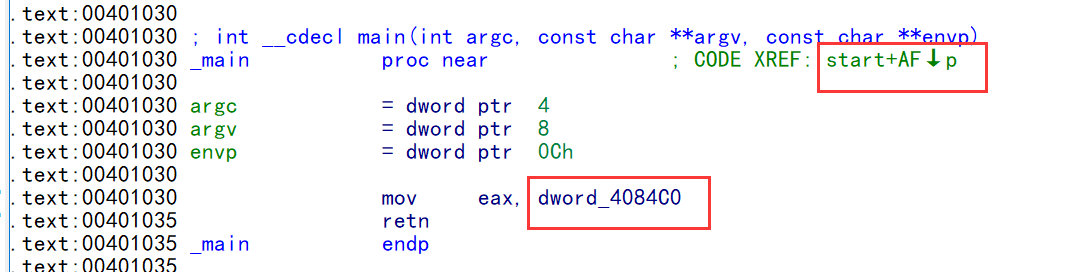 .text:00401030
.text:00401030 ; int __cdecl main(int argc, const char **argv, const char **envp)
.text:00401030 _main proc near ; CODE XREF: start+AF↓p
.text:00401030
.text:00401030 argc = dword ptr 4
.text:00401030 argv = dword ptr 8
.text:00401030 envp = dword ptr 0Ch
.text:00401030
.text:00401030 mov eax, dword_4084C0
.text:00401035 retn
.text:00401035 _main endp
.text:00401035